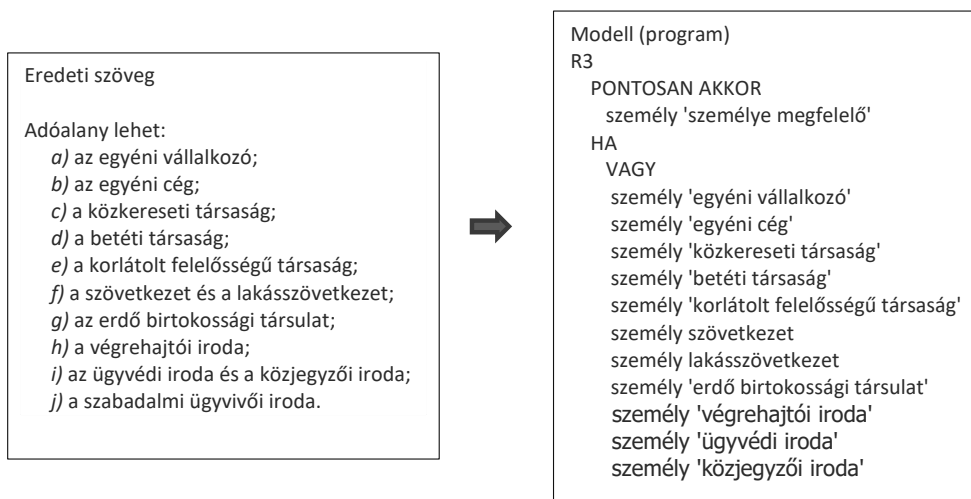 Eredeti szöveg
Adóalany lehet:
a) az egyéni vállalkozó;
b) az egyéni cég;
c) a közkereseti társaság;
d) a betéti társaság;
e) a korlátolt felelősségű társaság;
f) a szövetkezet és a lakásszövetkezet;
g) az erdő birtokossági társulat;
h) a végrehajtói iroda;
i) az ügyvédi iroda és a közjegyzői iroda;
j) a szabadalmi ügyvivői iroda.
Modell (program)
R3
PONTOSAN AKKOR
személy 'személye megfelelő'
HA
VAGY
személy 'egyéni vállalkozó'
személy 'egyéni cég'
személy 'közkereseti társaság'
személy 'betéti társaság'
személy 'korlátolt felelősségű társaság'
személy szövetkezet
személy lakásszövetkezet
személy 'erdő birtokossági társulat'
személy 'végrehajtói iroda'
személy 'ügyvédi iroda'
személy 'közjegyzői iroda'